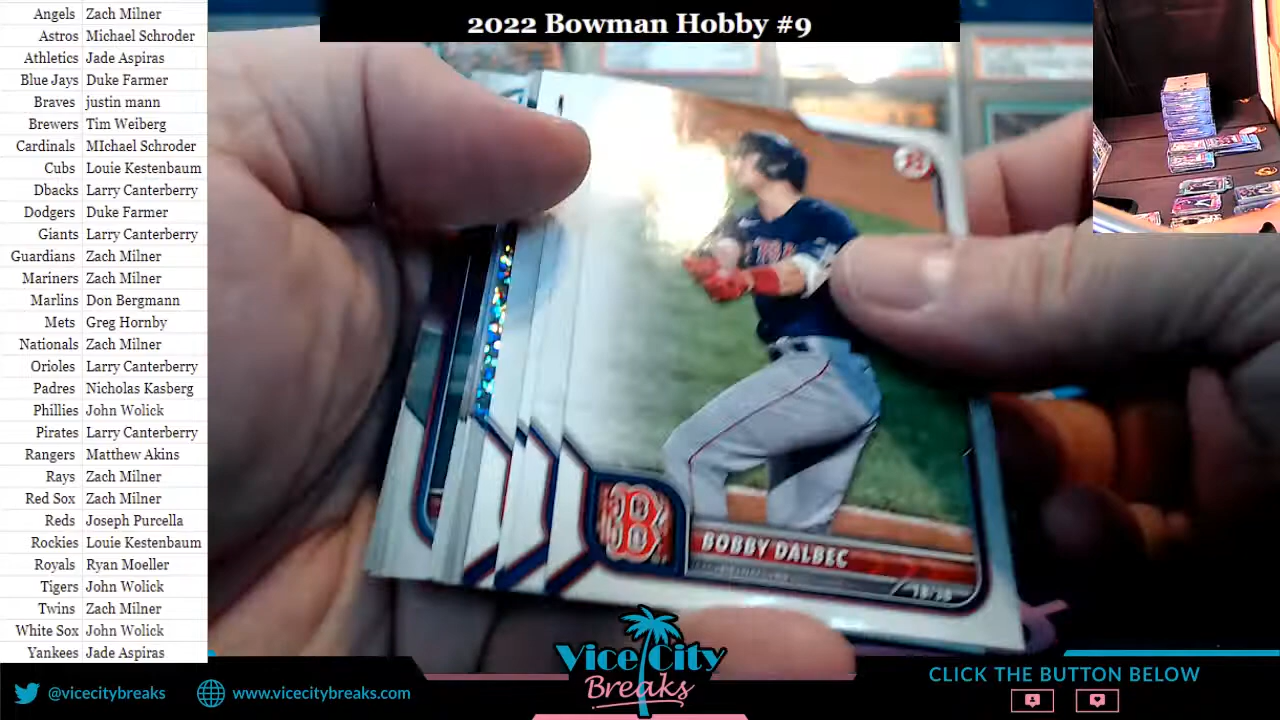 2022 Bowman Hobby #9
Angels Zach Milner
Astros Michael Schroder
Athletics Jade Aspiras
Blue Jays Duke Farmer
Braves justin mann
Brewers Tim Weiberg
Cardinals MIchael Schroder
Cubs Louie Kestenbaum
Dbacks Larry Canterberry
Dodgers Duke Farmer
Giants Larry Canterberry
Guardians Zach Milner
Mariners Zach Milner
Marlins Don Bergmann
Mets Greg Hornby
Nationals Zach Milner
Orioles Larry Canterberry
Padres Nicholas Kasberg
Phillies John Wolick
Pirates Larry Canterberry
Rangers Matthew Akins
Rays Zach Milner
Red Sox Zach Milner
Reds Joseph Purcella
Rockies Louie Kestenbaum
Royals Ryan Moeller
Tigers John Wolick
Twins Zach Milner
White Sox John Wolick
Yankees Jade Aspiras
B
BOBBY DALBEC
@vicecitybreaks
www.vicecitybreaks.com
Vice City
Breaks
CLICK THE BUTTON BELOW